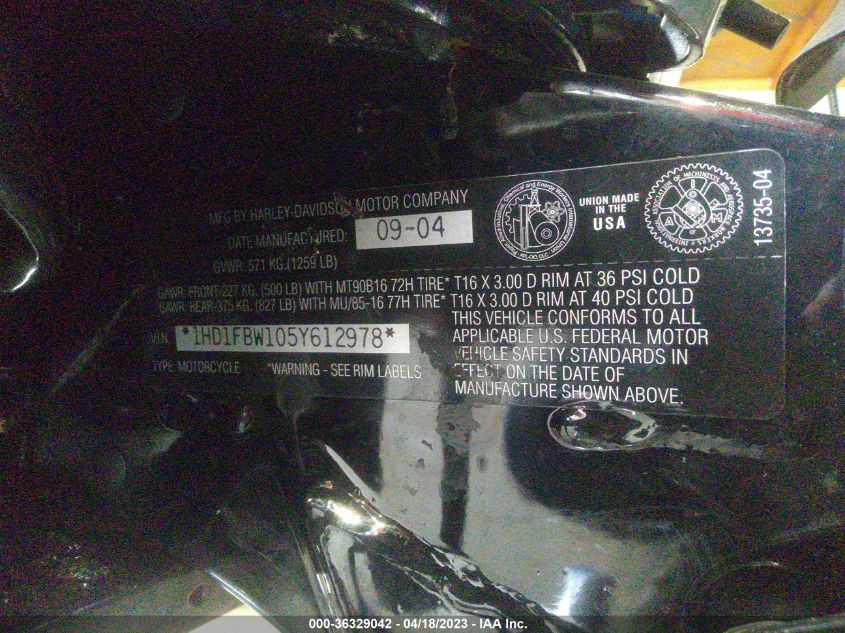 MFG BY HARLEY-DAVIDSON MOTOR COMPANY
DATE MANUFACTURED: 09-04
GVWR: 571 KG.(1259 LB)
GAWR: FRONT-227 KG. (500 LB) WITH MT90B16 72H TIRE* T16 X 3.00 D RIM AT 36 PSI COLD
GAWR: REAR-375 KG. (827 LB) WITH MU/85-16 77H TIRE* T16 X 3.00 D RIM AT 40 PSI COLD
VIN: *1HD1FBW105Y612978*
TYPE: MOTORCYCLE *WARNING - SEE RIM LABELS
THIS VEHICLE CONFORMS TO ALL
APPLICABLE U.S. FEDERAL MOTOR
VEHICLE SAFETY STANDARDS IN
EFFECT ON THE DATE OF
MANUFACTURE SHOWN ABOVE.
UNION MADE
IN THE
USA
13735-04
000-36329042 - 04/18/2023 - IAA Inc.